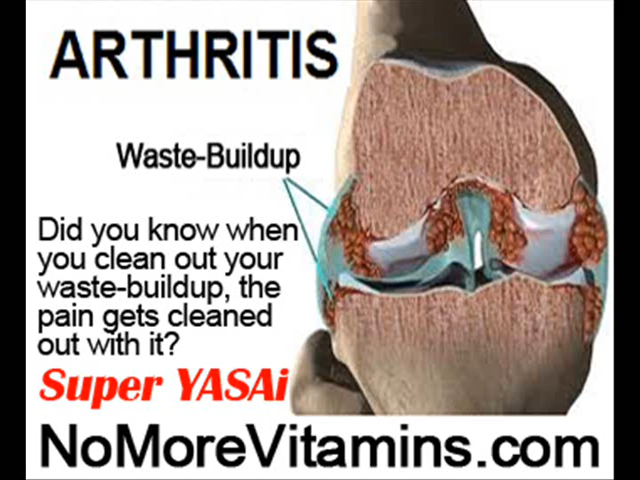 ARTHRITIS
Waste-Buildup
Did you know when
you clean out your
waste-buildup, the
pain gets cleaned
out with it?
Super YASAi
NoMoreVitamins.com